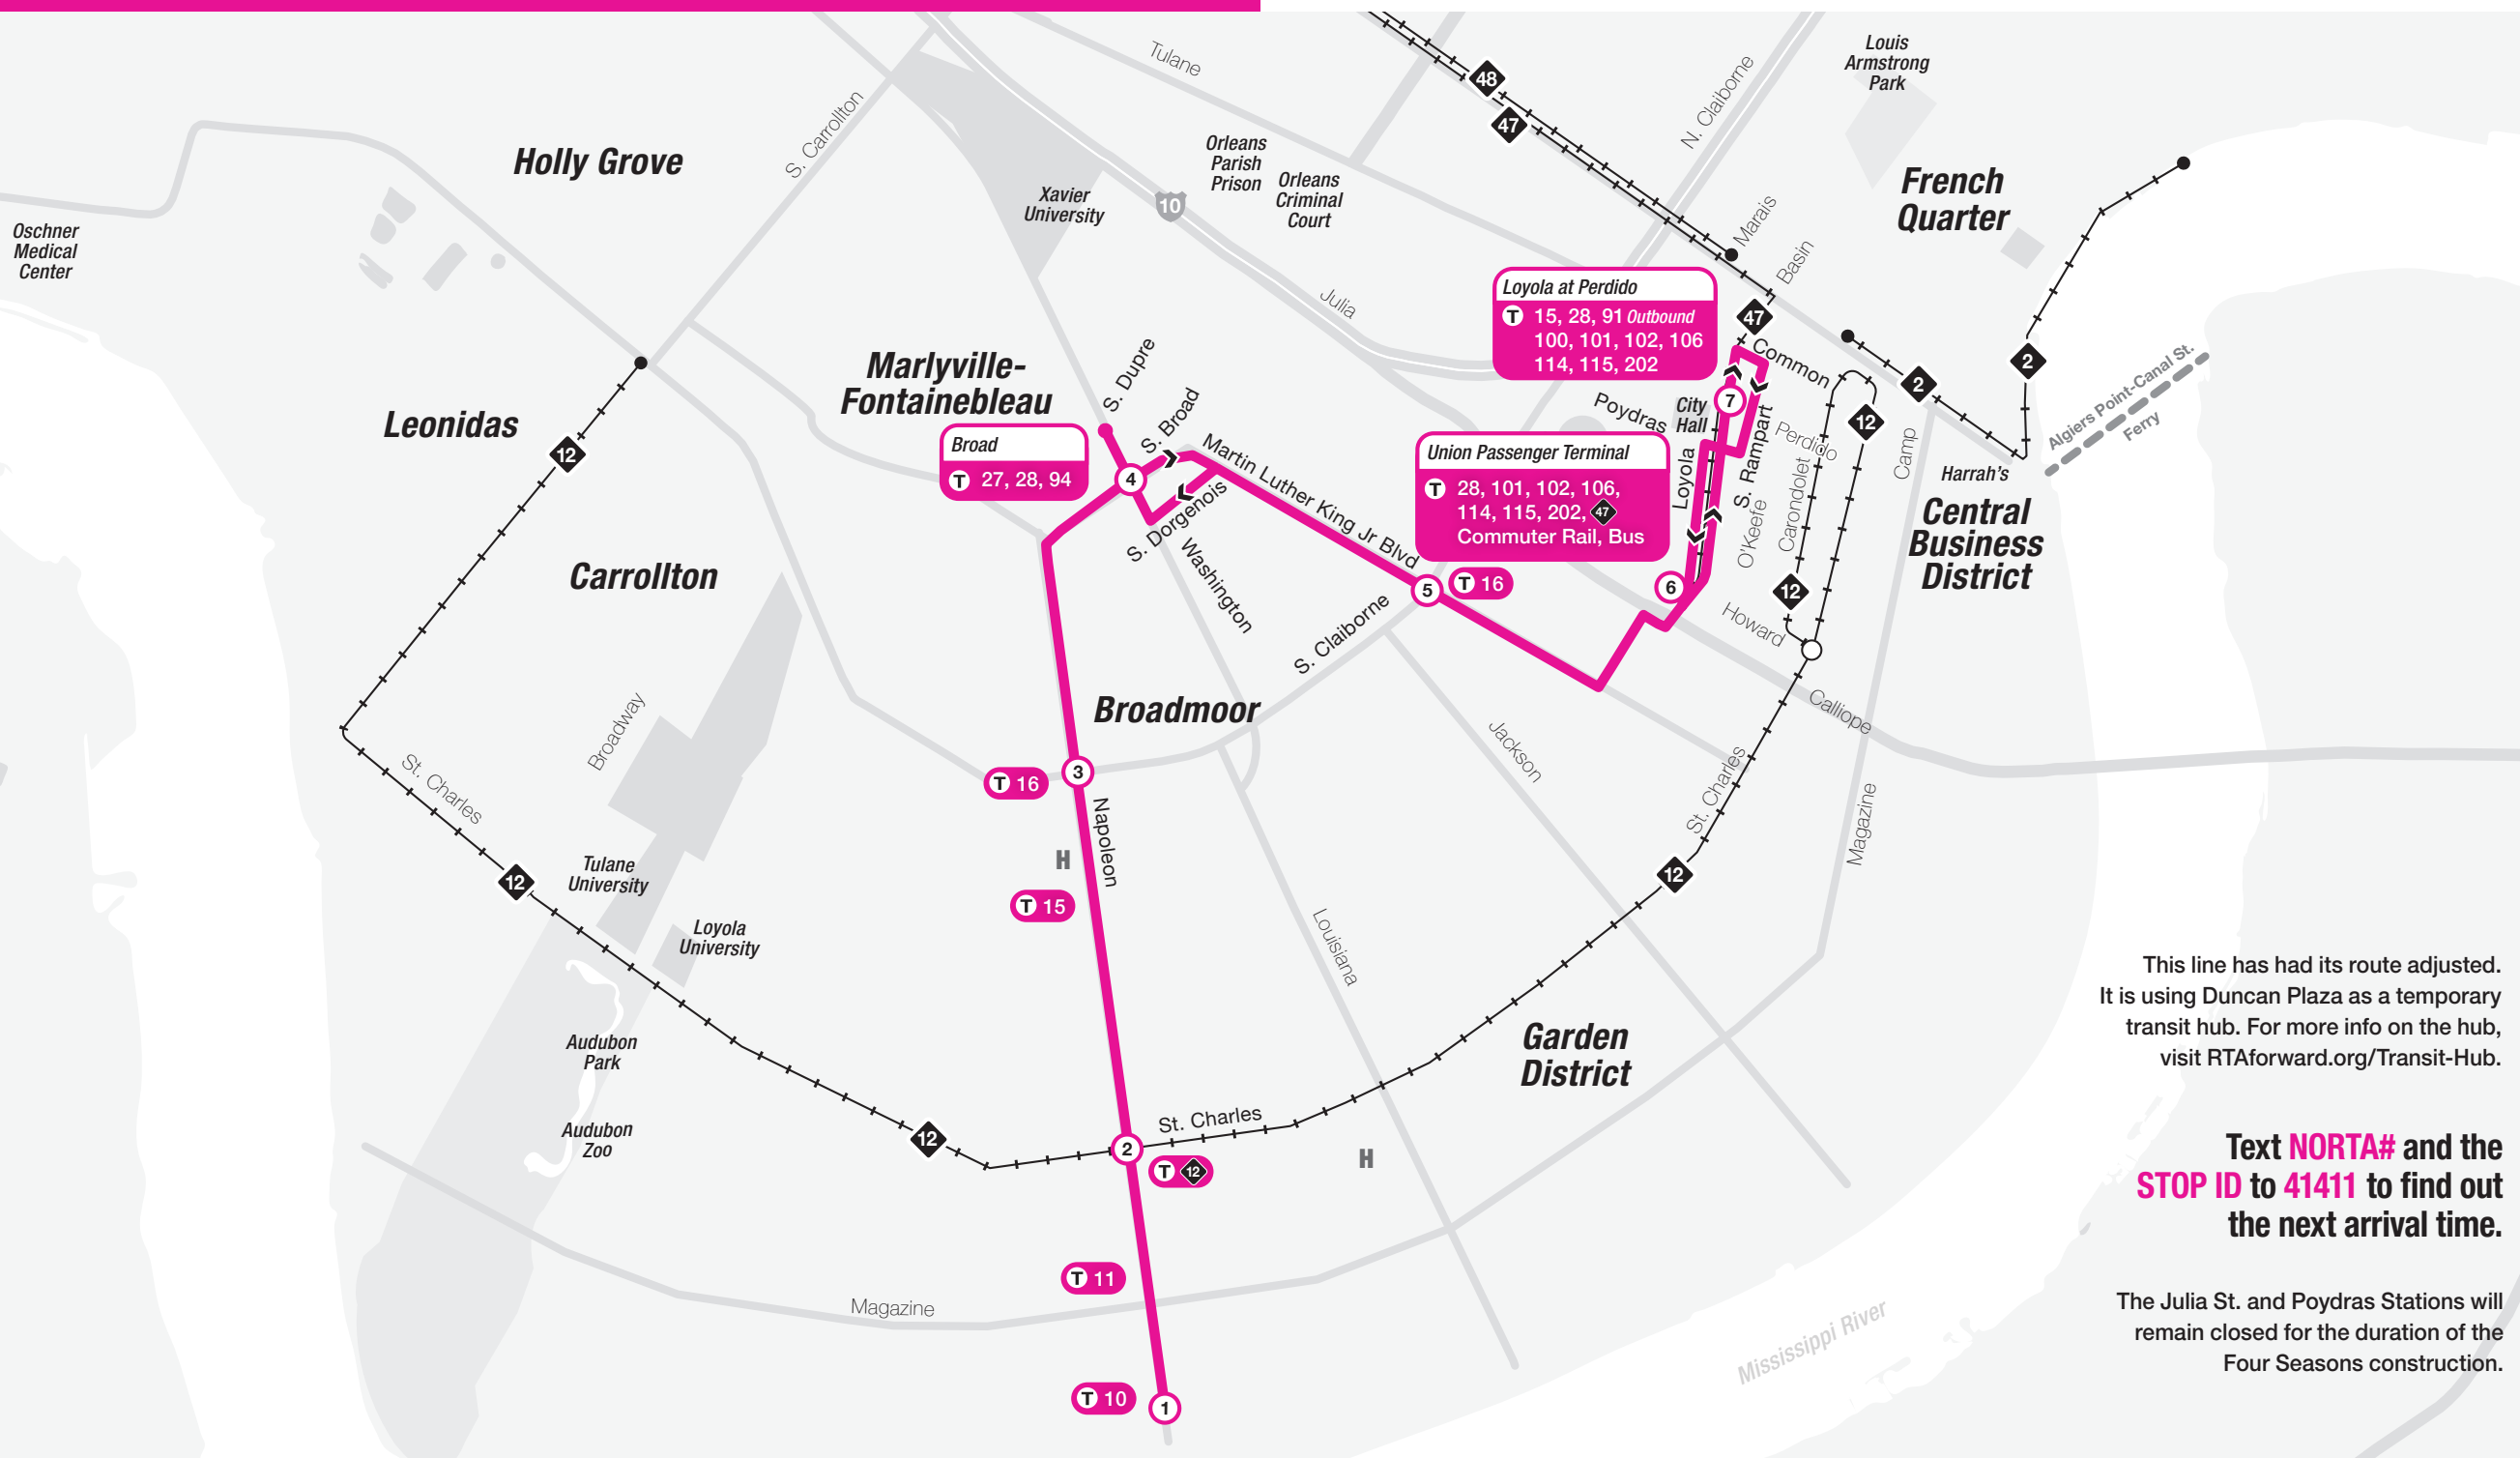 Tulane
48
47
Louis
Armstrong
Park
N. Claiborne
S. Carrollton
Holly Grove
Orleans
Parish
Prison
Orleans
Criminal
Court
Xavier
University
10
French
Quarter
Marais
Basin
Oschner
Medical
Center
Julia
Loyola at Perdido
T 15, 28, 91 Outbound
100, 101, 102, 106
114, 115, 202
47
Common
2
2
Algiers Point-Canal St.
Ferry
Marlyville-
Fontainebleau
S. Dupre
S. Broad
Leonidas
12
Broad
T 27, 28, 94
4
Martin Luther King Jr Blvd
S. Dorgenois
Washington
Poydras
City
Hall
7
S. Rampart
Perdido
12
Camp
Harrah's
Union Passenger Terminal
T 28, 101, 102, 106,
114, 115, 202, 47
Commuter Rail, Bus
Loyola
O'Keefe
Carondolet
Central
Business
District
Carrollton
5
T 16
6
12
Howard
S. Claiborne
Broadmoor
Calliope
Broadway
Jackson
St. Charles
St. Charles
Magazine
3
T 16
Napoleon
H
12
Tulane
University
T 15
12
Loyola
University
Louisiana
This line has had its route adjusted.
It is using Duncan Plaza as a temporary
transit hub. For more info on the hub,
visit RTAforward.org/Transit-Hub.
Audubon
Park
Garden
District
Audubon
Zoo
12
2
St. Charles
T 12
H
Text NORTA# and the
STOP ID to 41411 to find out
the next arrival time.
T 11
Magazine
Mississippi River
The Julia St. and Poydras Stations will
remain closed for the duration of the
Four Seasons construction.
T 10
1